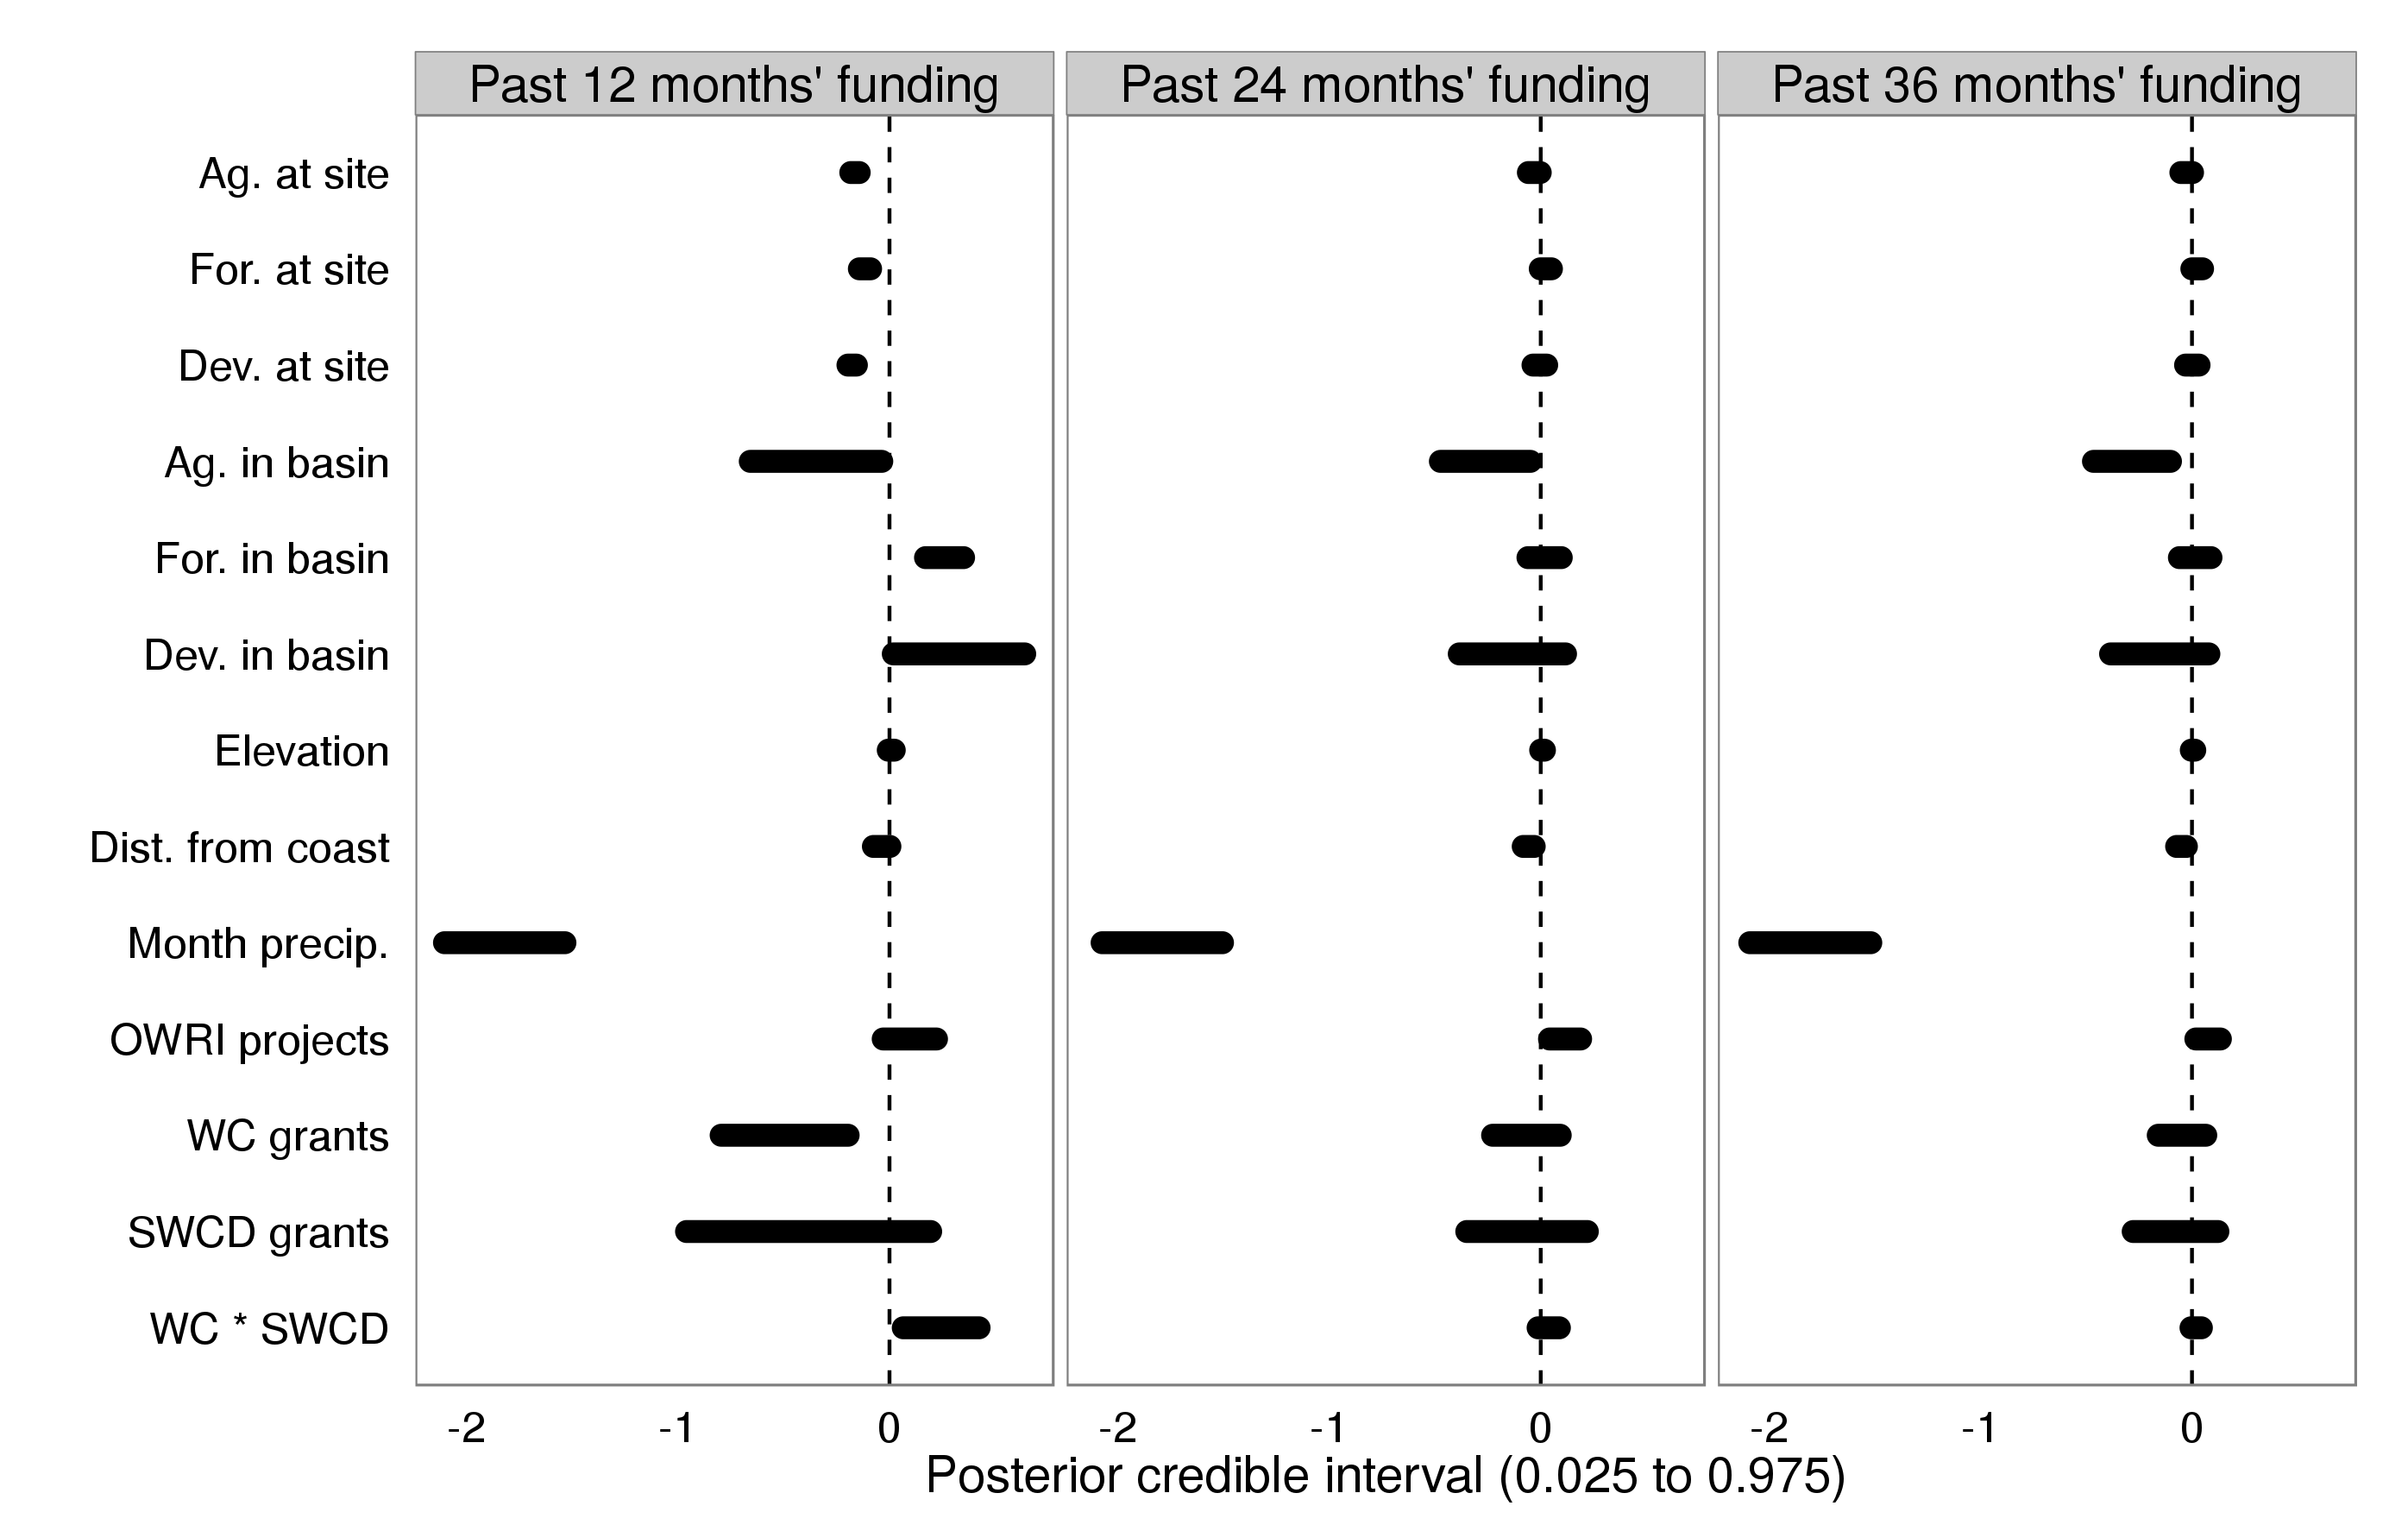 Past 12 months' funding
Past 24 months' funding
Past 36 months' funding
Ag. at site
For. at site
Dev. at site
Ag. in basin
For. in basin
Dev. in basin
Elevation
Dist. from coast
Month precip.
OWRI projects
WC grants
SWCD grants
WC * SWCD
-2 -1 0 -2 -1 0 -2 -1 0
Posterior credible interval (0.025 to 0.975)